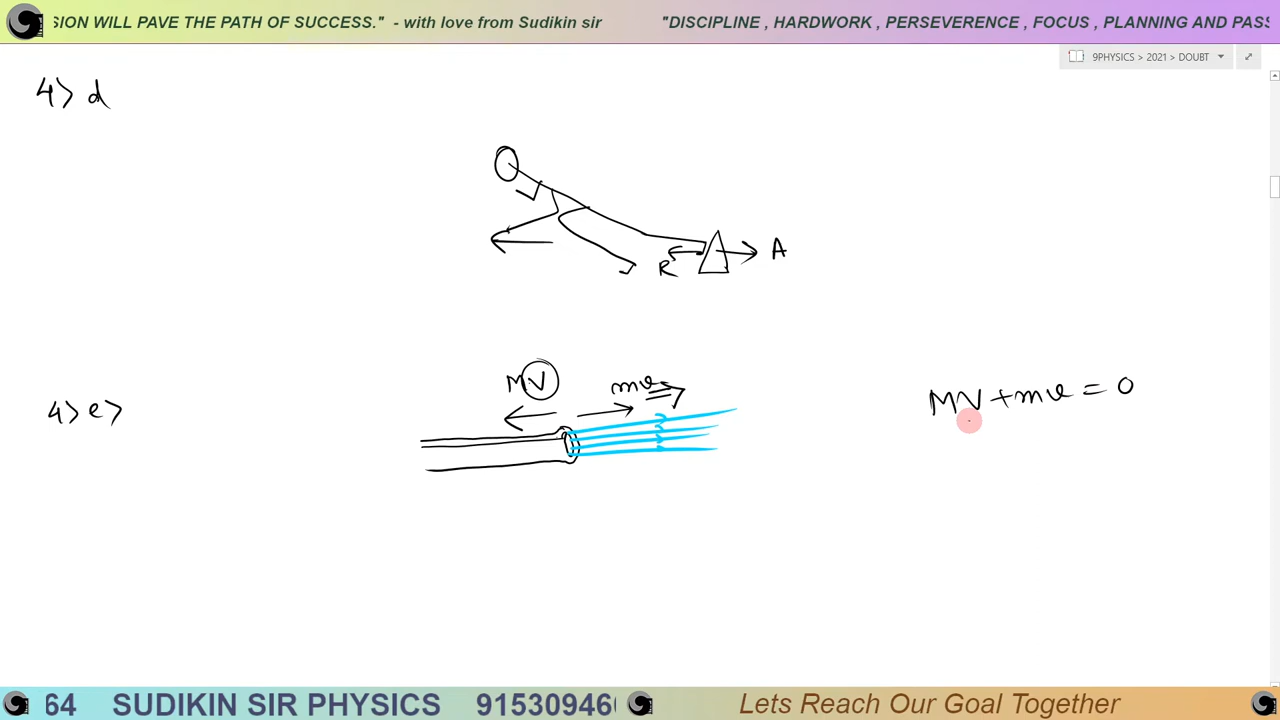 SION WILL PAVE THE PATH OF SUCCESS." - with love from Sudikin sir "DISCIPLINE , HARDWORK , PERSEVERENCE , FOCUS , PLANNING AND PASS
9PHYSICS > 2021 > DOUBT
4> d
R A
MV mv
4> e>
MV + mv = 0
64 SUDIKIN SIR PHYSICS 91530946 Lets Reach Our Goal Together